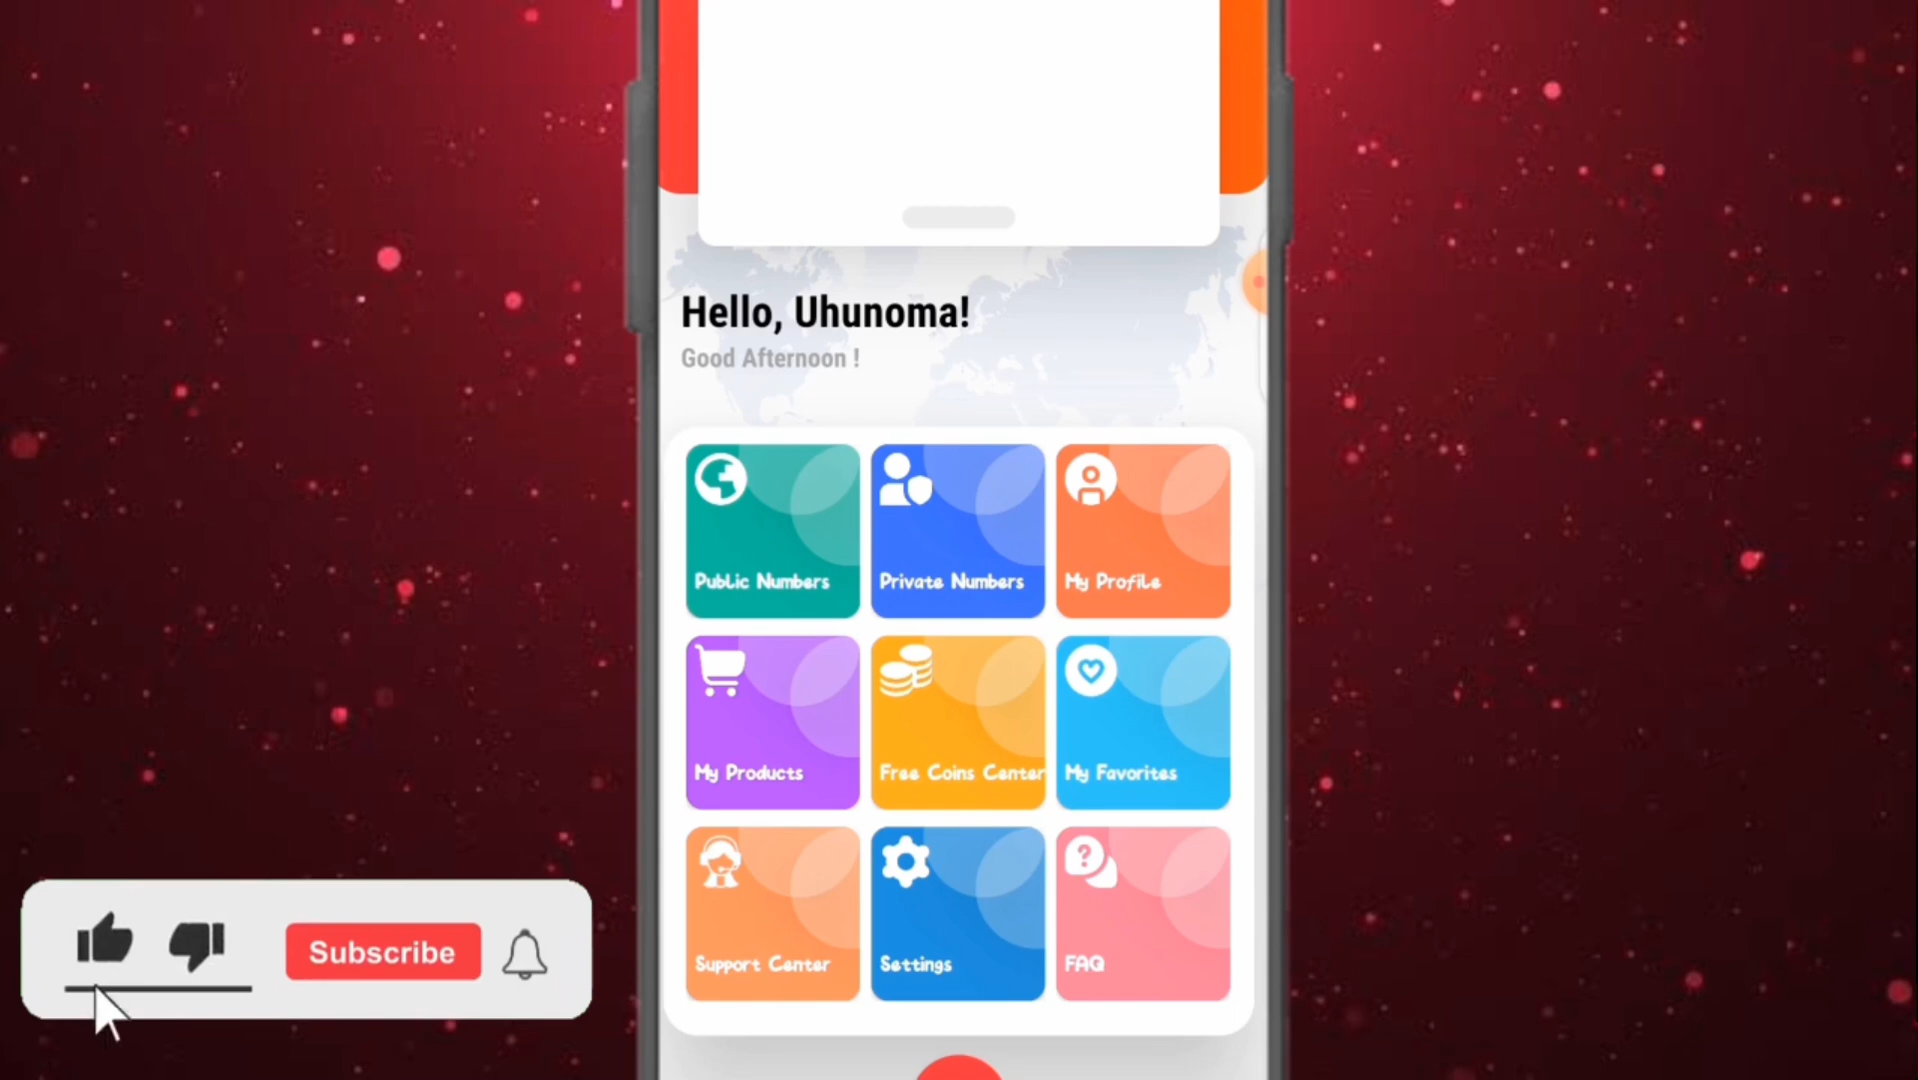 Hello, Uhunoma!
Good Afternoon !
Public Numbers
Private Numbers
My Profile
My Products
Free Coins Center
My Favorites
Support Center
Settings
FAQ
Subscribe